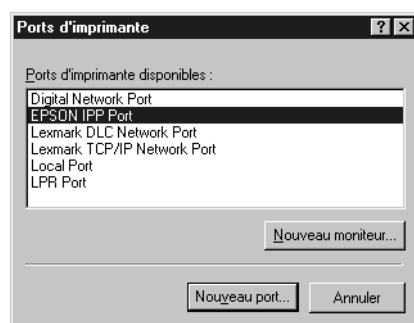 Ports d'imprimante
Ports d'imprimante disponibles :
Digital Network Port
EPSON IPP Port
Lexmark DLC Network Port
Lexmark TCP/IP Network Port
Local Port
LPR Port
Nouveau moniteur...
Nouveau port... Annuler